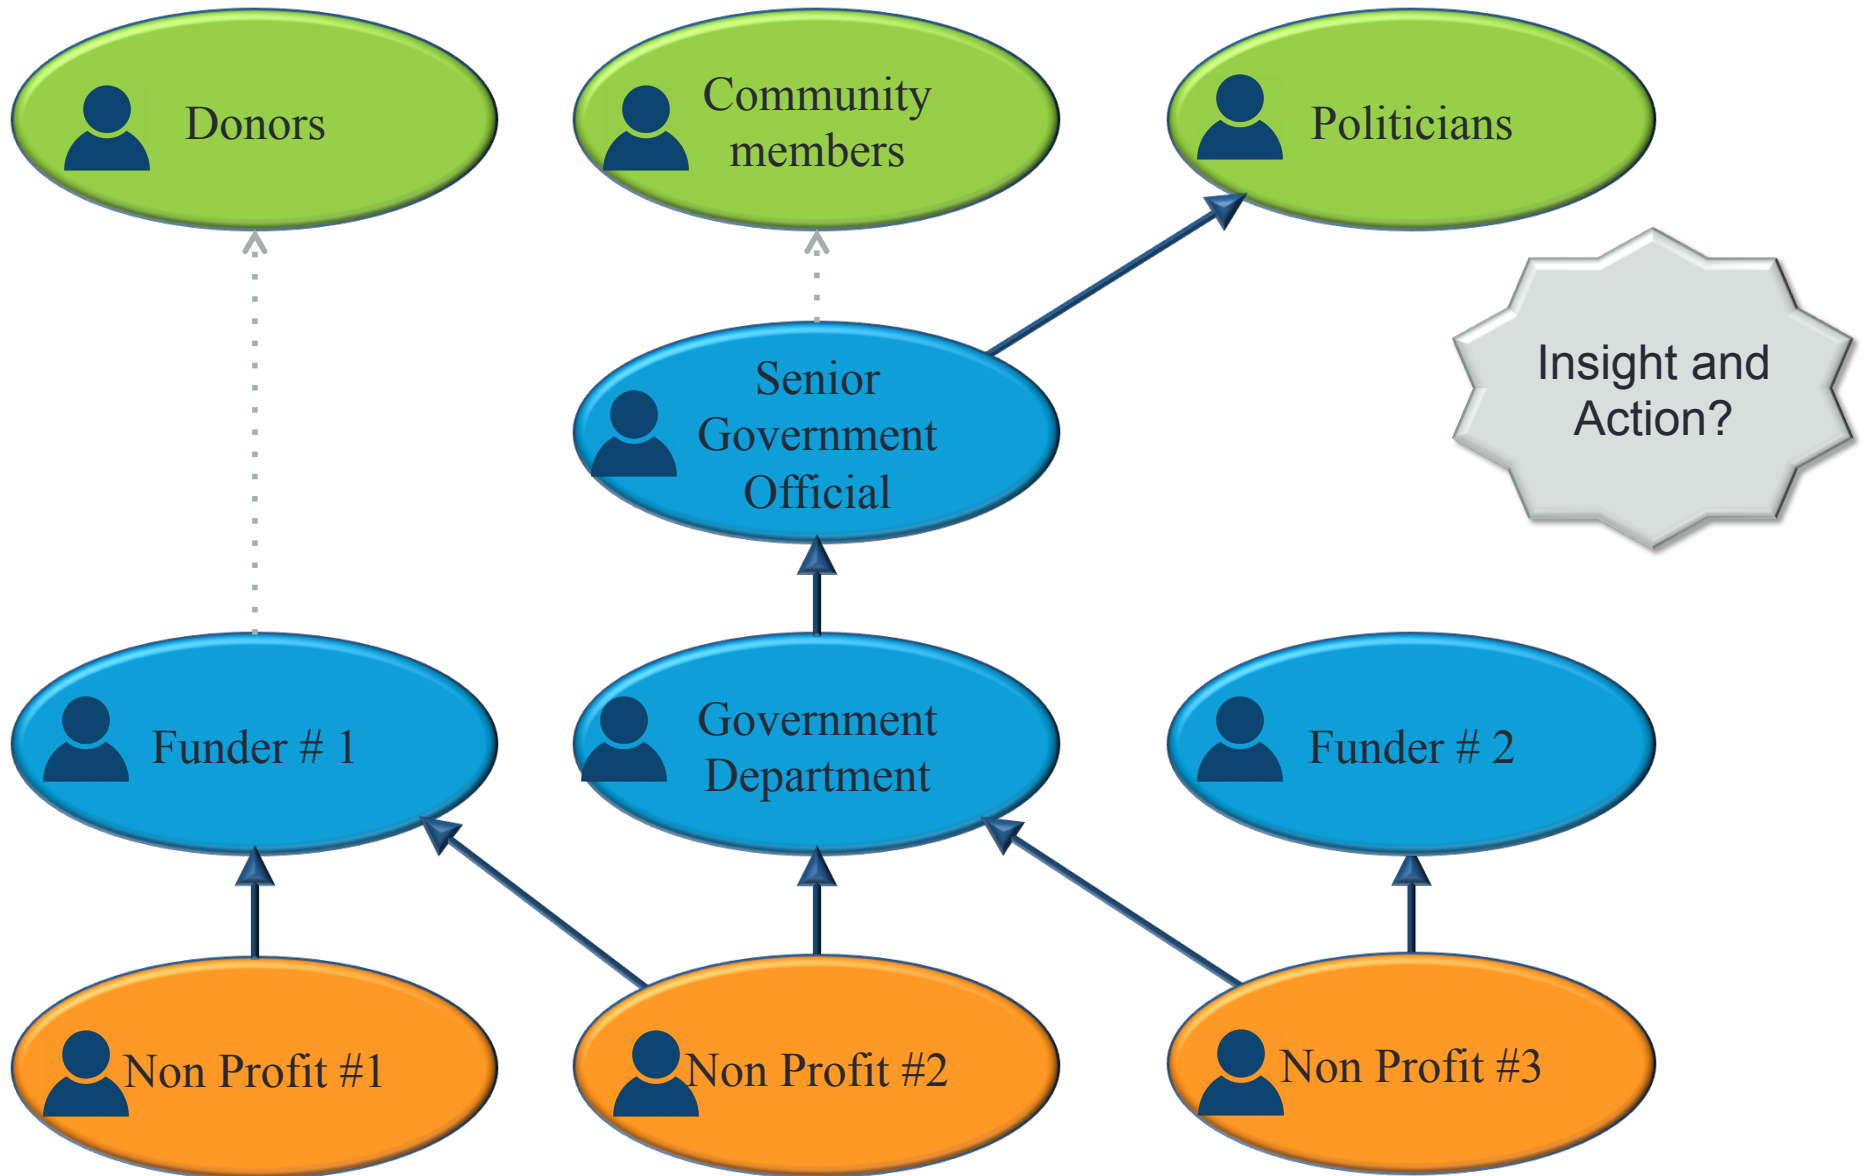 Donors
Community
members
Politicians
Insight and
Action?
Senior
Government
Official
Funder # 1
Government
Department
Funder # 2
Non Profit #1
Non Profit #2
Non Profit #3